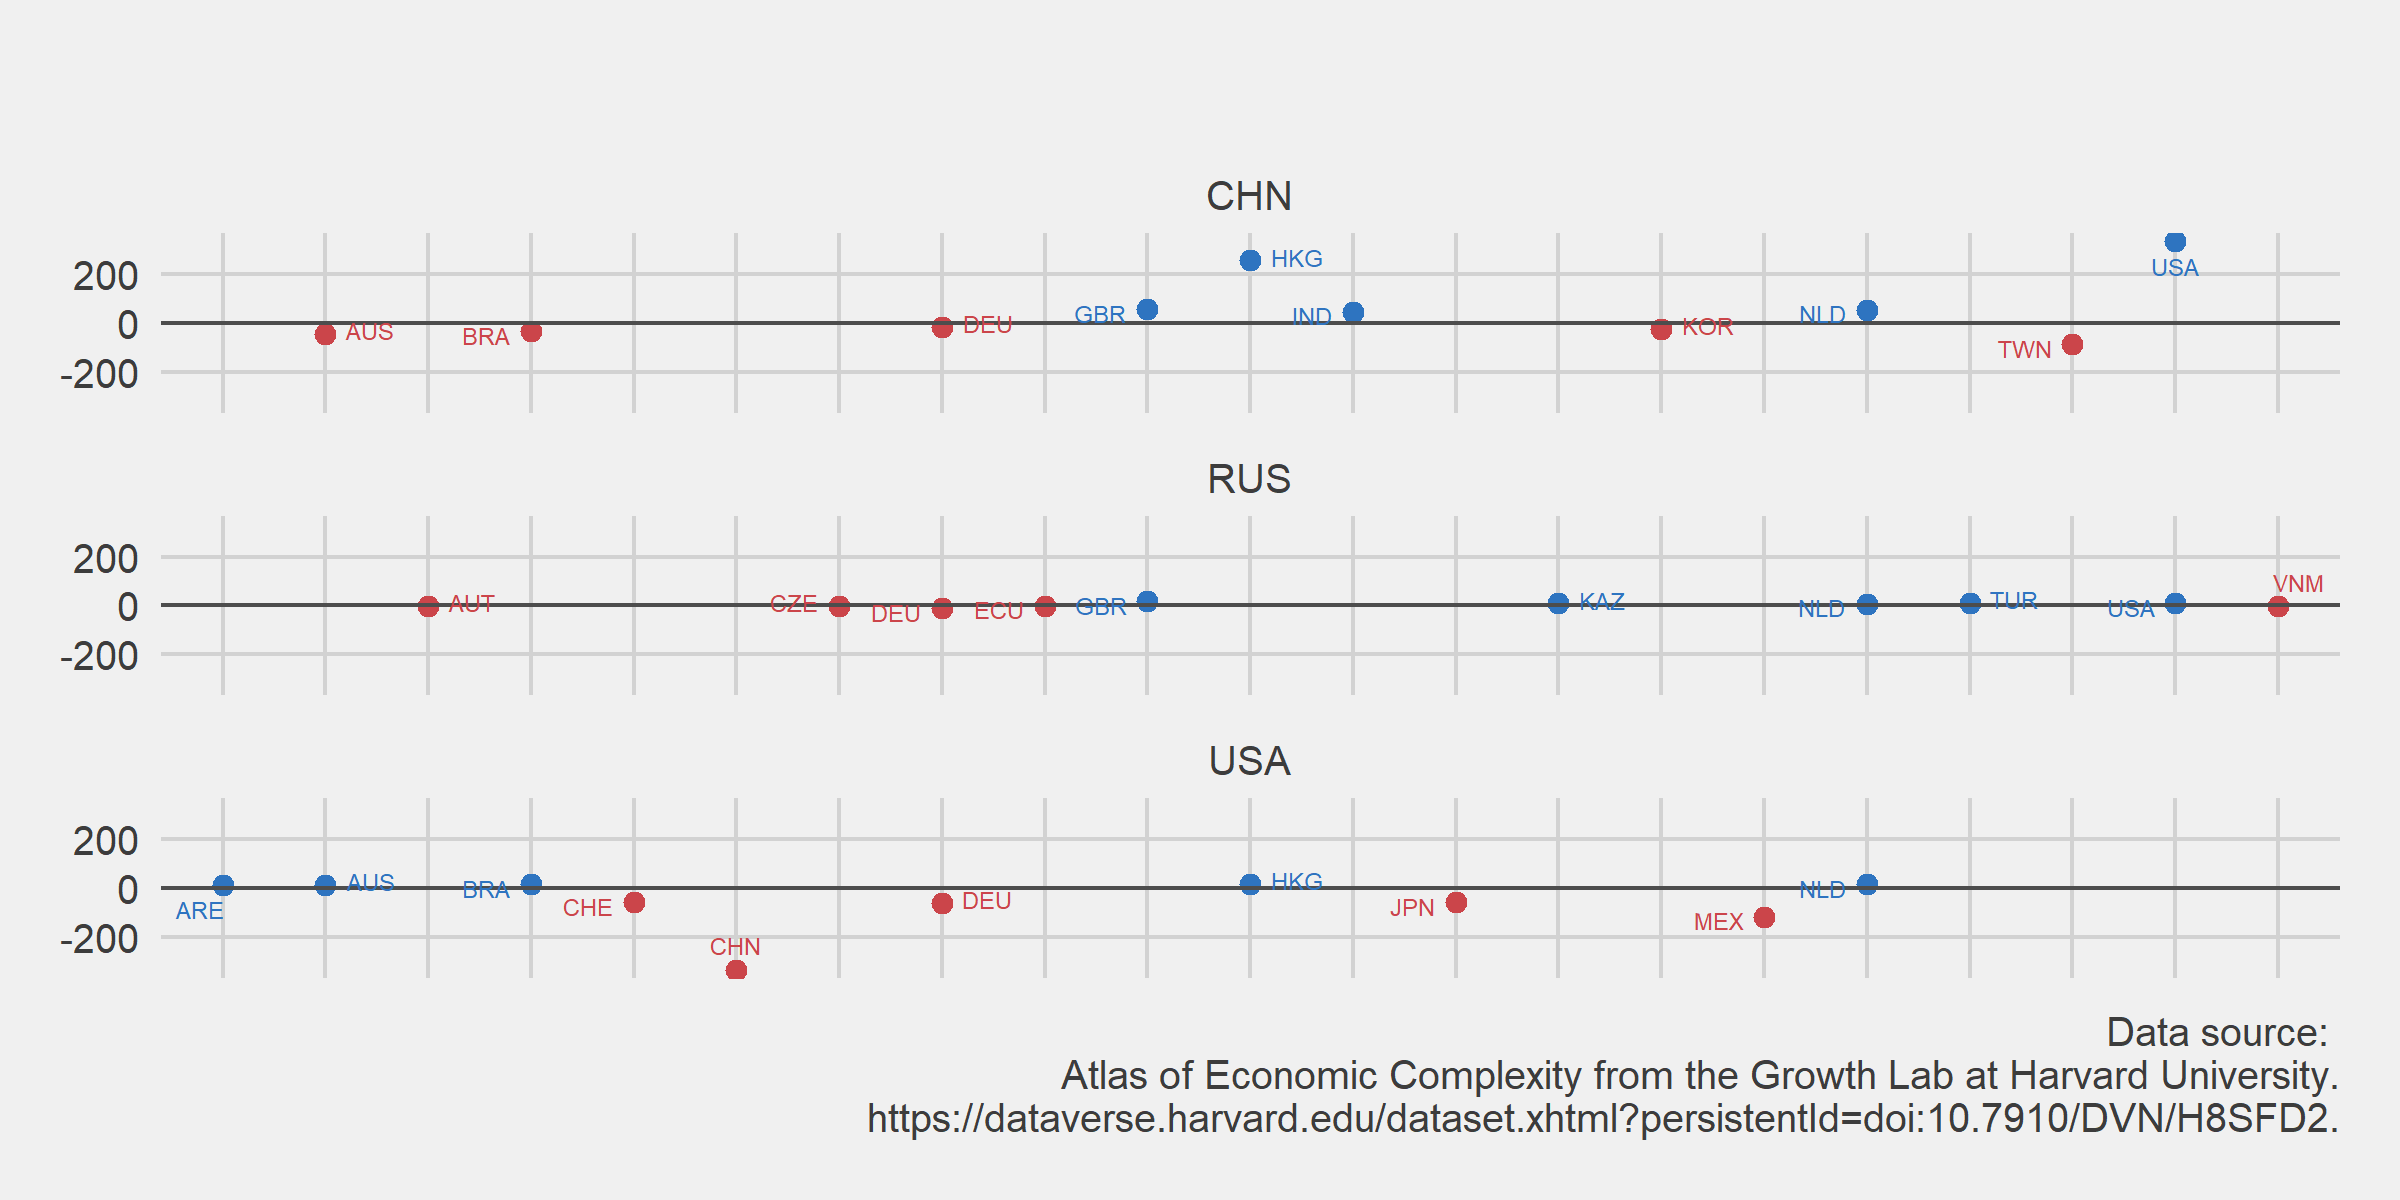 CHN
200
0
-200
AUS
BRA
DEU
GBR
HKG
IND
KOR
NLD
TWN
USA
RUS
200
0
-200
AUT
CZE
DEU
ECU
GBR
KAZ
NLD
TUR
USA
VNM
USA
200
0
-200
ARE
AUS
BRA
CHE
CHN
DEU
HKG
JPN
MEX
NLD
Data source:
Atlas of Economic Complexity from the Growth Lab at Harvard University.
https://dataverse.harvard.edu/dataset.xhtml?persistentId=doi:10.7910/DVN/H8SFD2.